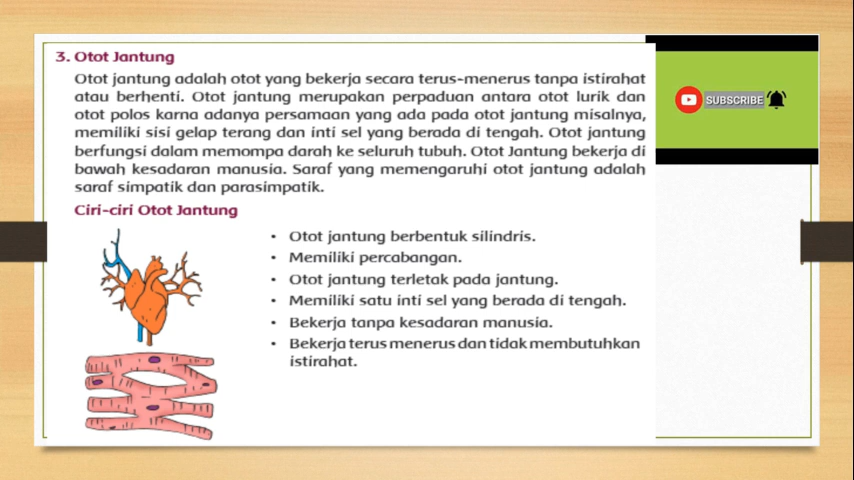 3. Otot Jantung
Otot jantung adalah otot yang bekerja secara terus-menerus tanpa istirahat
atau berhenti. Otot jantung merupakan perpaduan antara otot lurik dan
otot polos karna adanya persamaan yang ada pada otot jantung misalnya,
memiliki sisi gelap terang dan inti sel yang berada di tengah. Otot jantung
berfungsi dalam memompa darah ke seluruh tubuh. Otot Jantung bekerja di
bawah kesadaran manusia. Saraf yang memengaruhi otot jantung adalah
saraf simpatik dan parasimpatik.
Ciri-ciri Otot Jantung
• Otot jantung berbentuk silindris.
• Memiliki percabangan.
• Otot jantung terletak pada jantung.
• Memiliki satu inti sel yang berada di tengah.
• Bekerja tanpa kesadaran manusia.
• Bekerja terus menerus dan tidak membutuhkan
istirahat.
SUBSCRIBE